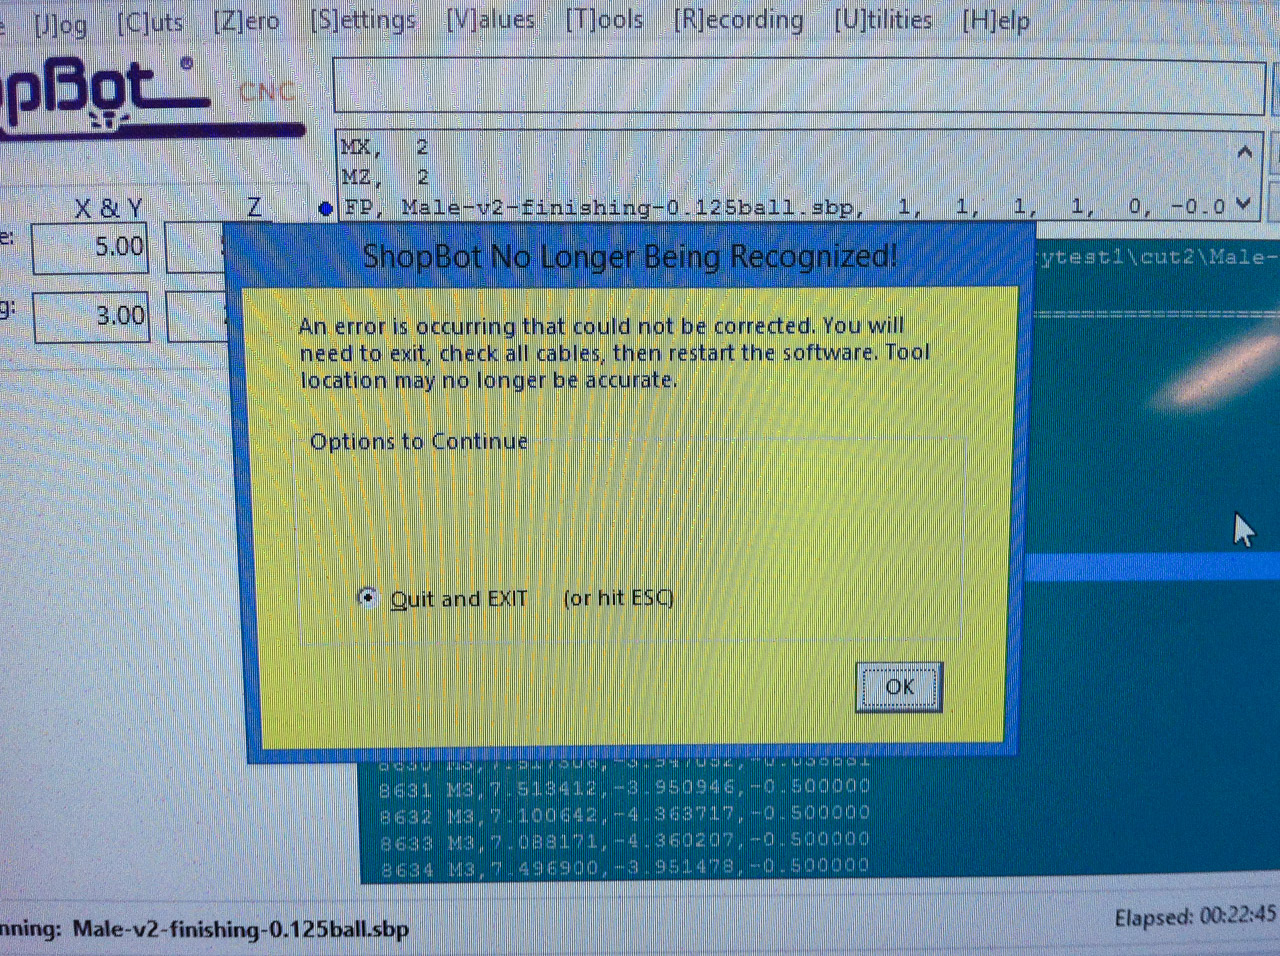 [J]og [C]uts [Z]ero [S]ettings [V]alues [T]ools [R]ecording [U]tilities [H]elp
pBot ® CNC
MX, 2
MZ, 2
FP, Male-v2-finishing-0.125ball.sbp, 1, 1, 1, 1, 0, -0.0
X & Y Z
e: 5.00
g: 3.00
ytest1\cut2\Male-
ShopBot No Longer Being Recognized!
An error is occurring that could not be corrected. You will
need to exit, check all cables, then restart the software. Tool
location may no longer be accurate.
Options to Continue
Quit and EXIT (or hit ESC)
OK
8631 M3,7.513412,-3.950946,-0.500000
8632 M3,7.100642,-4.363717,-0.500000
8633 M3,7.088171,-4.360207,-0.500000
8634 M3,7.496900,-3.951478,-0.500000
nning: Male-v2-finishing-0.125ball.sbp
Elapsed: 00:22:45